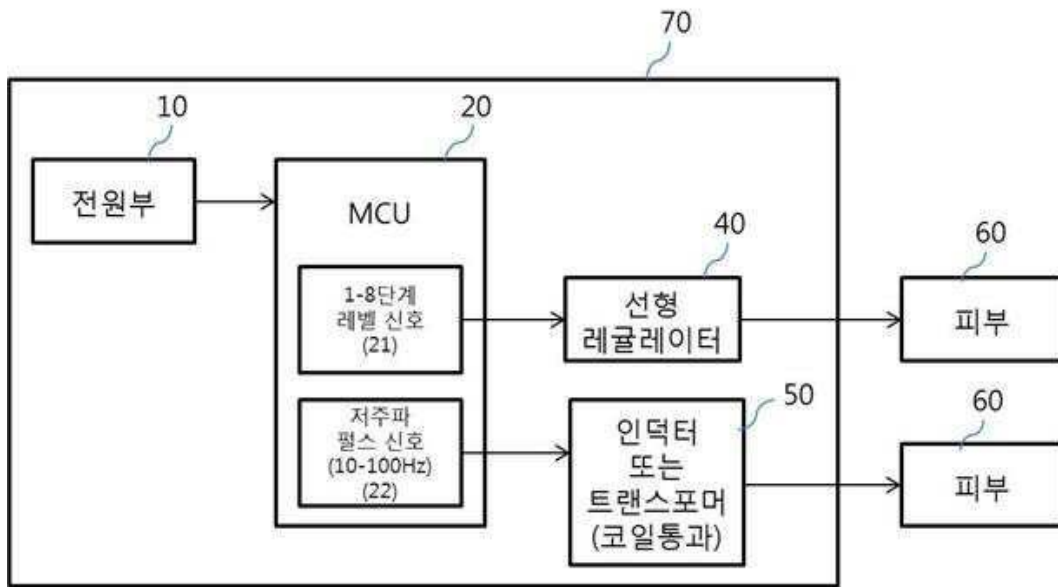 70
10
전원부
20
MCU
1-8단계
레벨 신호
(21)
저주파
펄스 신호
(10-100Hz)
(22)
40
선형
레귤레이터
50
인덕터
또는
트랜스포머
(코일통과)
60
피부
60
피부